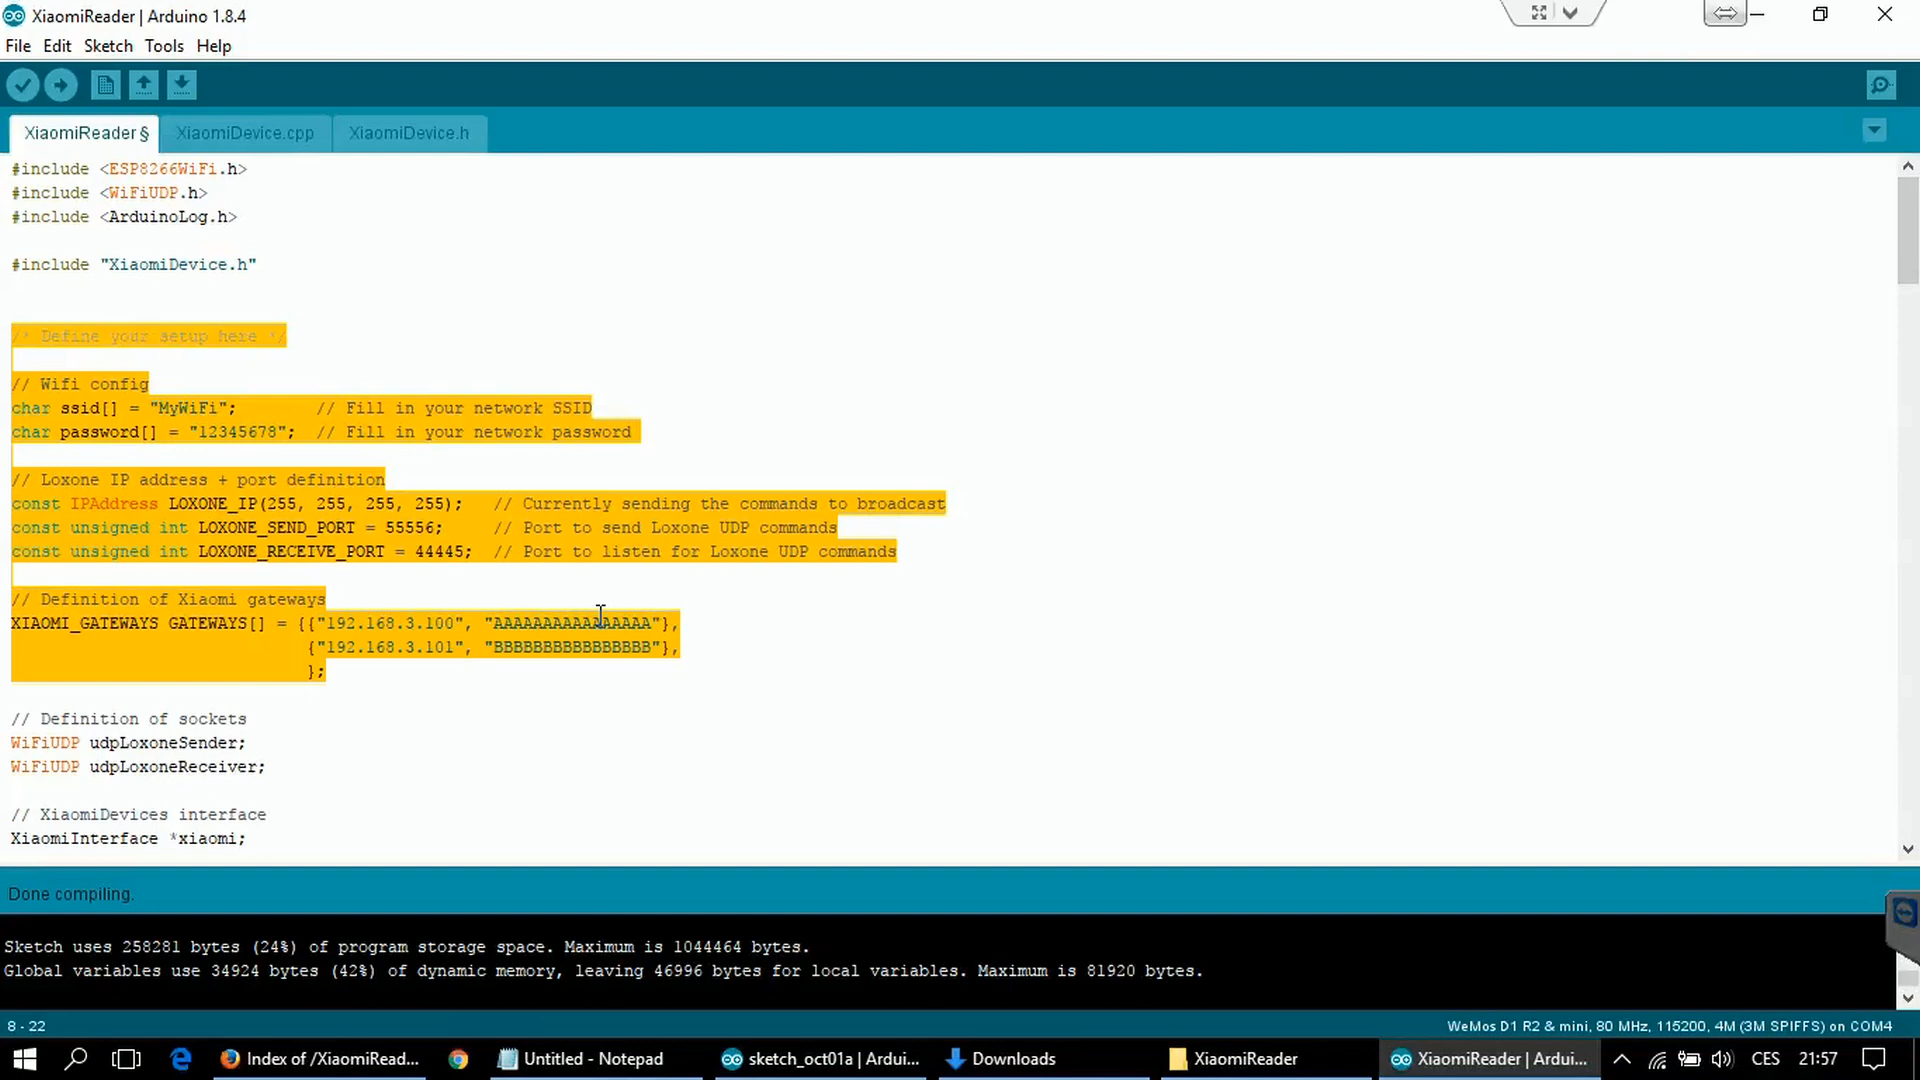 XiaomiReader | Arduino 1.8.4
File Edit Sketch Tools Help
XiaomiReader § XiaomiDevice.cpp XiaomiDevice.h
#include <ESP8266WiFi.h>
#include <WiFiUDP.h>
#include <ArduinoLog.h>
#include "XiaomiDevice.h"
/* Define your setup here */
// Wifi config
char ssid[] = "MyWiFi"; // Fill in your network SSID
char password[] = "12345678"; // Fill in your network password
// Loxone IP address + port definition
const IPAddress LOXONE_IP(255, 255, 255, 255); // Currently sending the commands to broadcast
const unsigned int LOXONE_SEND_PORT = 55556; // Port to send Loxone UDP commands
const unsigned int LOXONE_RECEIVE_PORT = 44445; // Port to listen for Loxone UDP commands
// Definition of Xiaomi gateways
XIAOMI_GATEWAYS GATEWAYS[] = {{"192.168.3.100", "AAAAAAAAAAAAAAAA"},
{"192.168.3.101", "BBBBBBBBBBBBBBBB"},
};
// Definition of sockets
WiFiUDP udpLoxoneSender;
WiFiUDP udpLoxoneReceiver;
// XiaomiDevices interface
XiaomiInterface *xiaomi;
Done compiling.
Sketch uses 258281 bytes (24%) of program storage space. Maximum is 1044464 bytes.
Global variables use 34924 bytes (42%) of dynamic memory, leaving 46996 bytes for local variables. Maximum is 81920 bytes.
8 - 22 WeMos D1 R2 & mini, 80 MHz, 115200, 4M (3M SPIFFS) on COM4
Index of /XiaomiRead... Untitled - Notepad sketch_oct01a | Ardui... Downloads XiaomiReader XiaomiReader | Ardui... CES 21:57